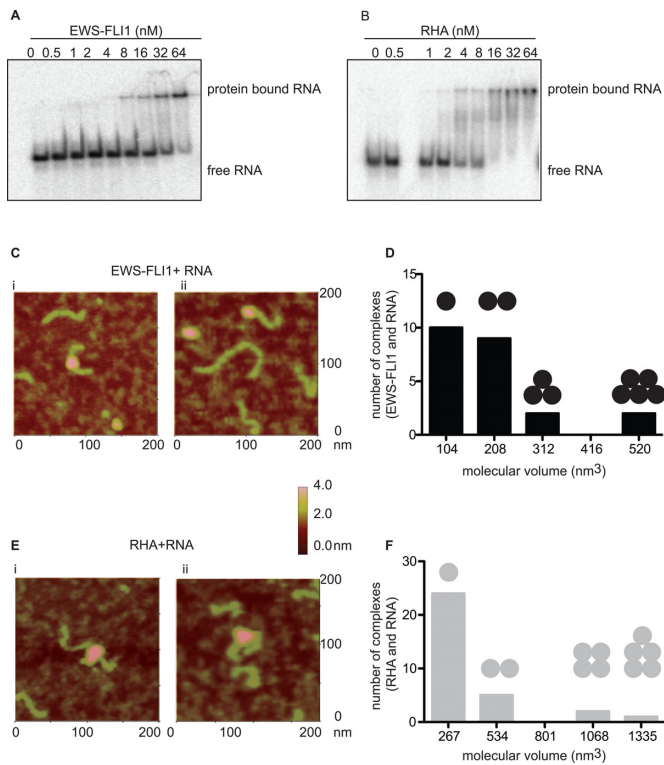 A
EWS-FLI1 (nM)
0 0.5 1 2 4 8 16 32 64
protein bound RNA
free RNA
B
RHA (nM)
0 0.5 1 2 4 8 16 32 64
protein bound RNA
free RNA
C
EWS-FLI1+ RNA
i
ii
200
100
0
nm
0 100 200
0 100 200
D
15
10
5
0
number of complexes
(EWS-FLI1 and RNA)
104 208 312 416 520
molecular volume (nm3)
4.0
2.0
0.0 nm
E
RHA+RNA
i
ii
200
100
0
nm
0 100 200
0 100 200
F
30
20
10
0
number of complexes
(RHA and RNA)
267 534 801 1068 1335
molecular volume (nm3)